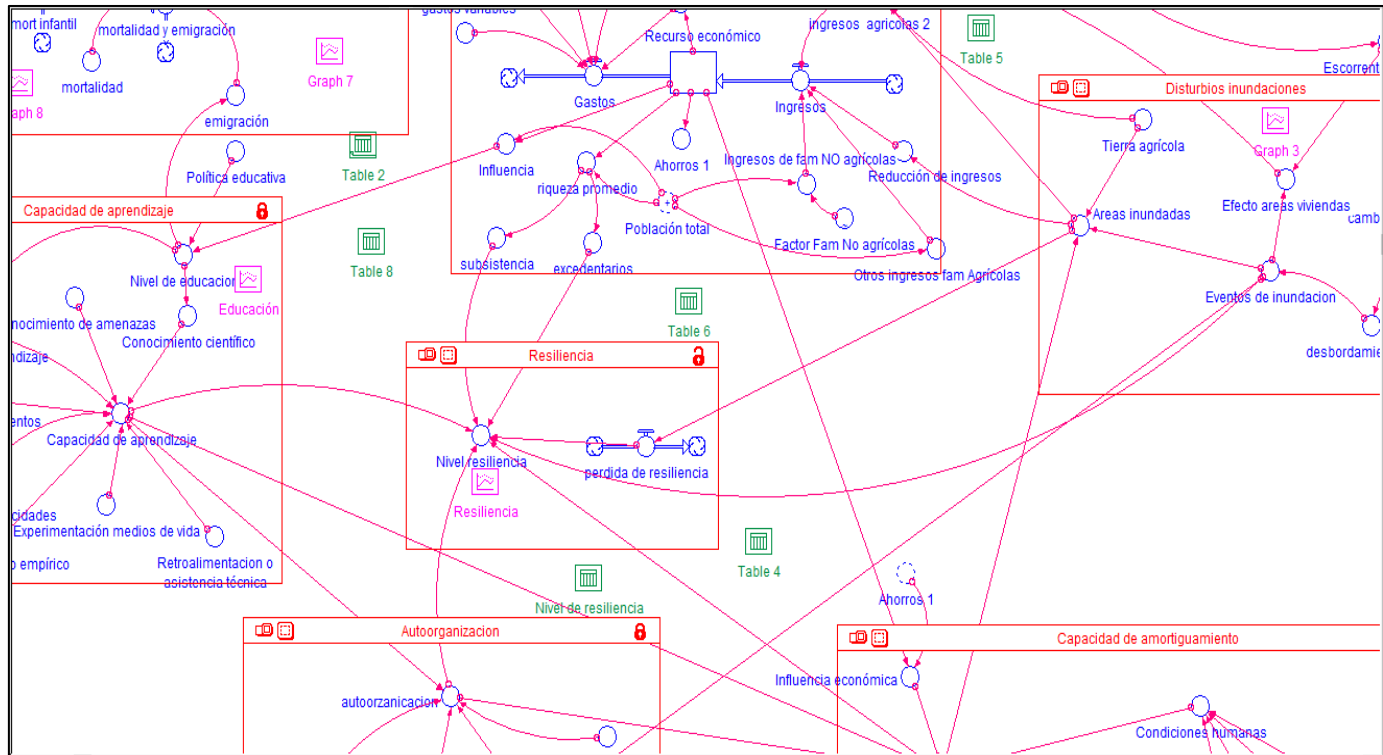 mort infantil
mortalidad y emigración
mortalidad
Graph 7
aph 8
emigración
Política educativa
Table 2
Table 8
gastos variables
Recurso económico
ingresos agricolas 2
Table 5
Gastos
Ingresos
Influencia
Ahorros 1
Ingresos de fam NO agrícolas
riqueza promedio
Reducción de ingresos
Población total
Factor Fam No agrícolas
subsistencia
excedentarios
Otros ingresos fam Agrícolas
Table 6
Escorrent
Disturbios inundaciones
Tierra agrícola
Graph 3
Efecto areas viviendas
Areas inundadas
camb
Eventos de inundacion
desbordamie
Capacidad de aprendizaje
Nivel de educacion
Educación
nocimiento de amenazas
Conocimiento científico
ndizaje
entos
Capacidad de aprendizaje
cidades
Experimentación medios de vida
o empírico
Retroalimentacion o
asistencia técnica
Resiliencia
Nivel resiliencia
perdida de resiliencia
Resiliencia
Table 4
Nivel de resiliencia
Ahorros 1
Autoorganizacion
autoorzanicacion
Capacidad de amortiguamiento
Influencia económica
Condiciones humanas